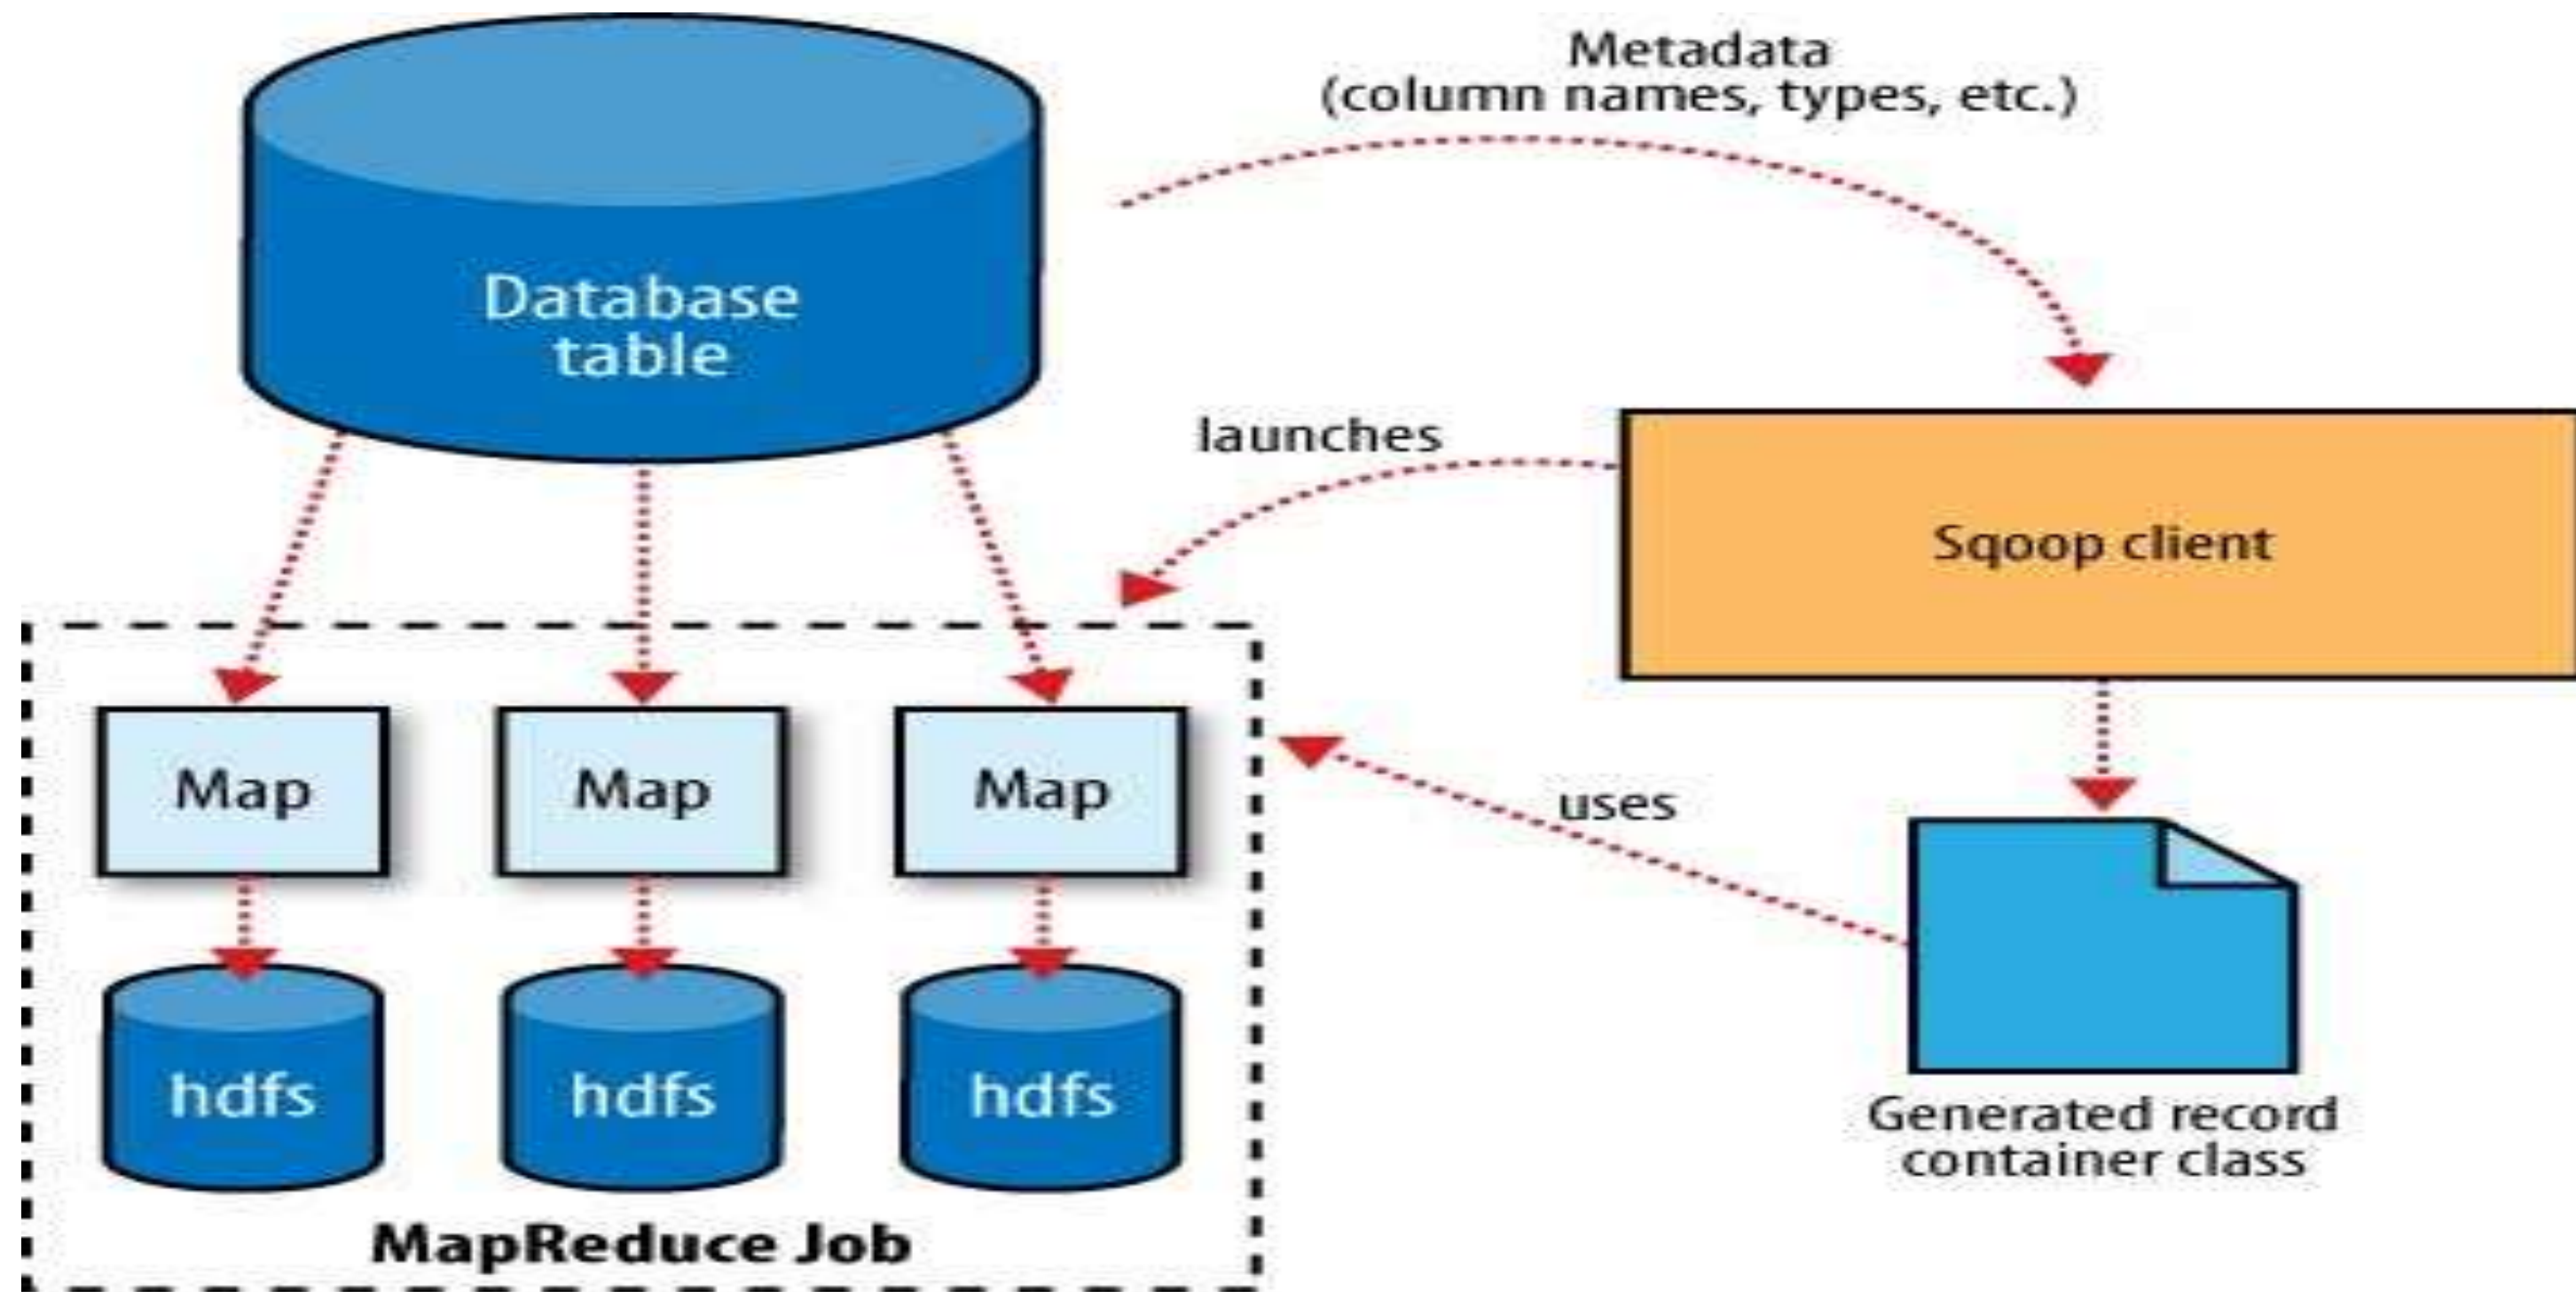 Metadata
(column names, types, etc.)
Database
table
launches
Sqoop client
Map
Map
Map
uses
hdfs
hdfs
hdfs
Generated record
container class
MapReduce Job